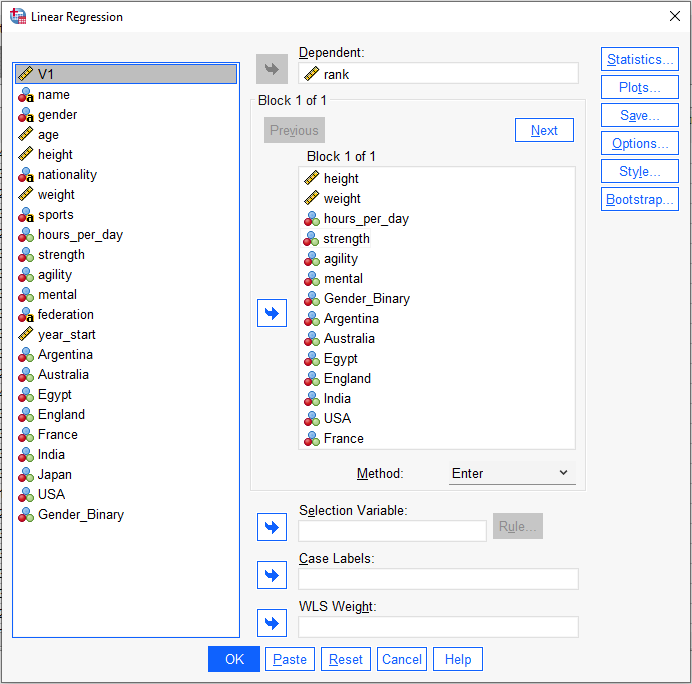 Linear Regression
V1
name
gender
age
height
nationality
weight
sports
hours_per_day
strength
agility
mental
federation
year_start
Argentina
Australia
Egypt
England
France
India
Japan
USA
Gender_Binary
Dependent:
rank
Block 1 of 1
Previous
Next
Block 1 of 1
height
weight
hours_per_day
strength
agility
mental
Gender_Binary
Argentina
Australia
Egypt
England
India
USA
France
Method:
Enter
Selection Variable:
Rule...
Case Labels:
WLS Weight:
Statistics...
Plots...
Save...
Options...
Style...
Bootstrap...
OK
Paste
Reset
Cancel
Help